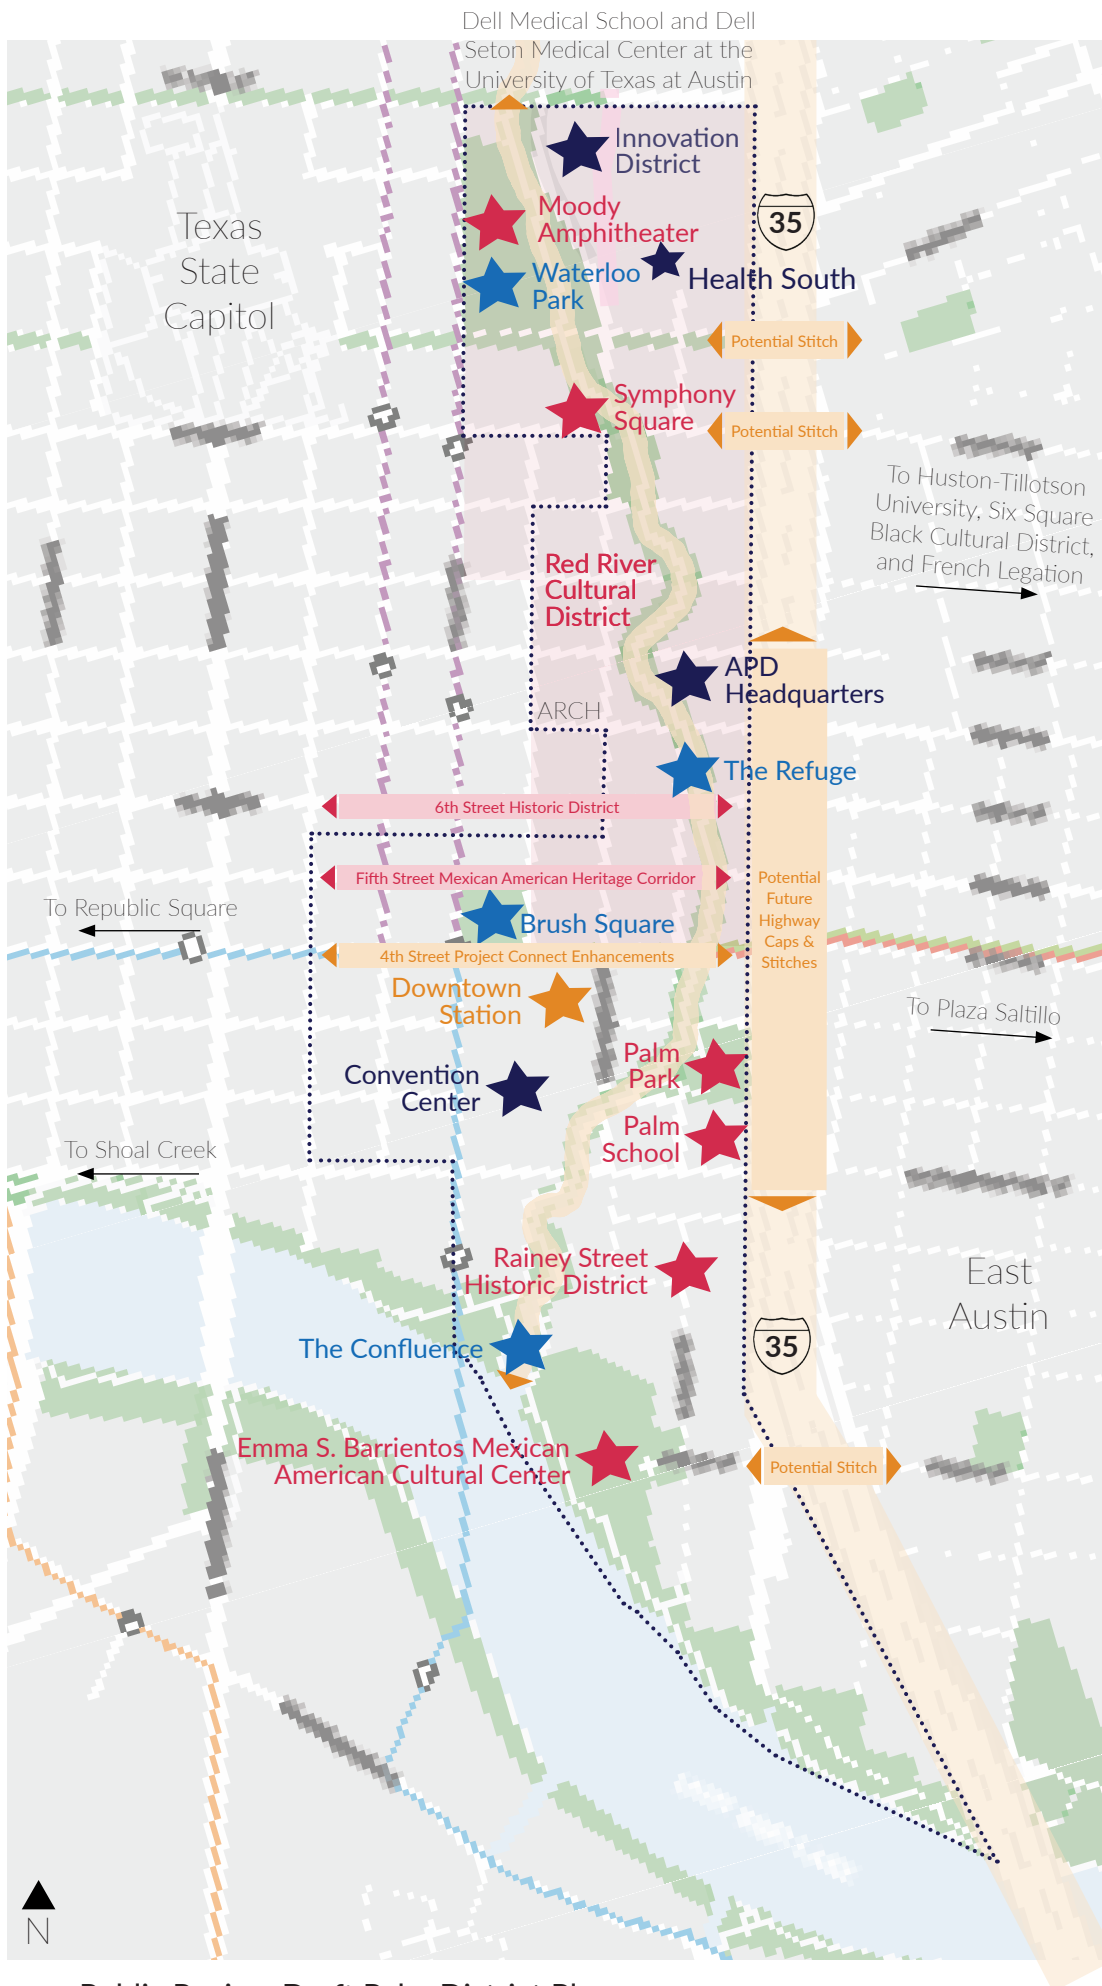 Dell Medical School and Dell
Seton Medical Center at the
University of Texas at Austin
Innovation
District
Texas
State
Capitol
Moody
Amphitheater
35
Waterloo
Park
Health South
Potential Stitch
Symphony
Square
Potential Stitch
To Huston-Tillotson
University, Six Square
Black Cultural District,
and French Legation
Red River
Cultural
District
APD
Headquarters
ARCH
The Refuge
6th Street Historic District
Fifth Street Mexican American Heritage Corridor
Potential
Future
Highway
Caps &
Stitches
To Republic Square
Brush Square
4th Street Project Connect Enhancements
Downtown
Station
To Plaza Saltillo
Palm
Park
Convention
Center
Palm
School
To Shoal Creek
Rainey Street
Historic District
East
Austin
The Confluence
35
Emma S. Barrientos Mexican
American Cultural Center
Potential Stitch
N